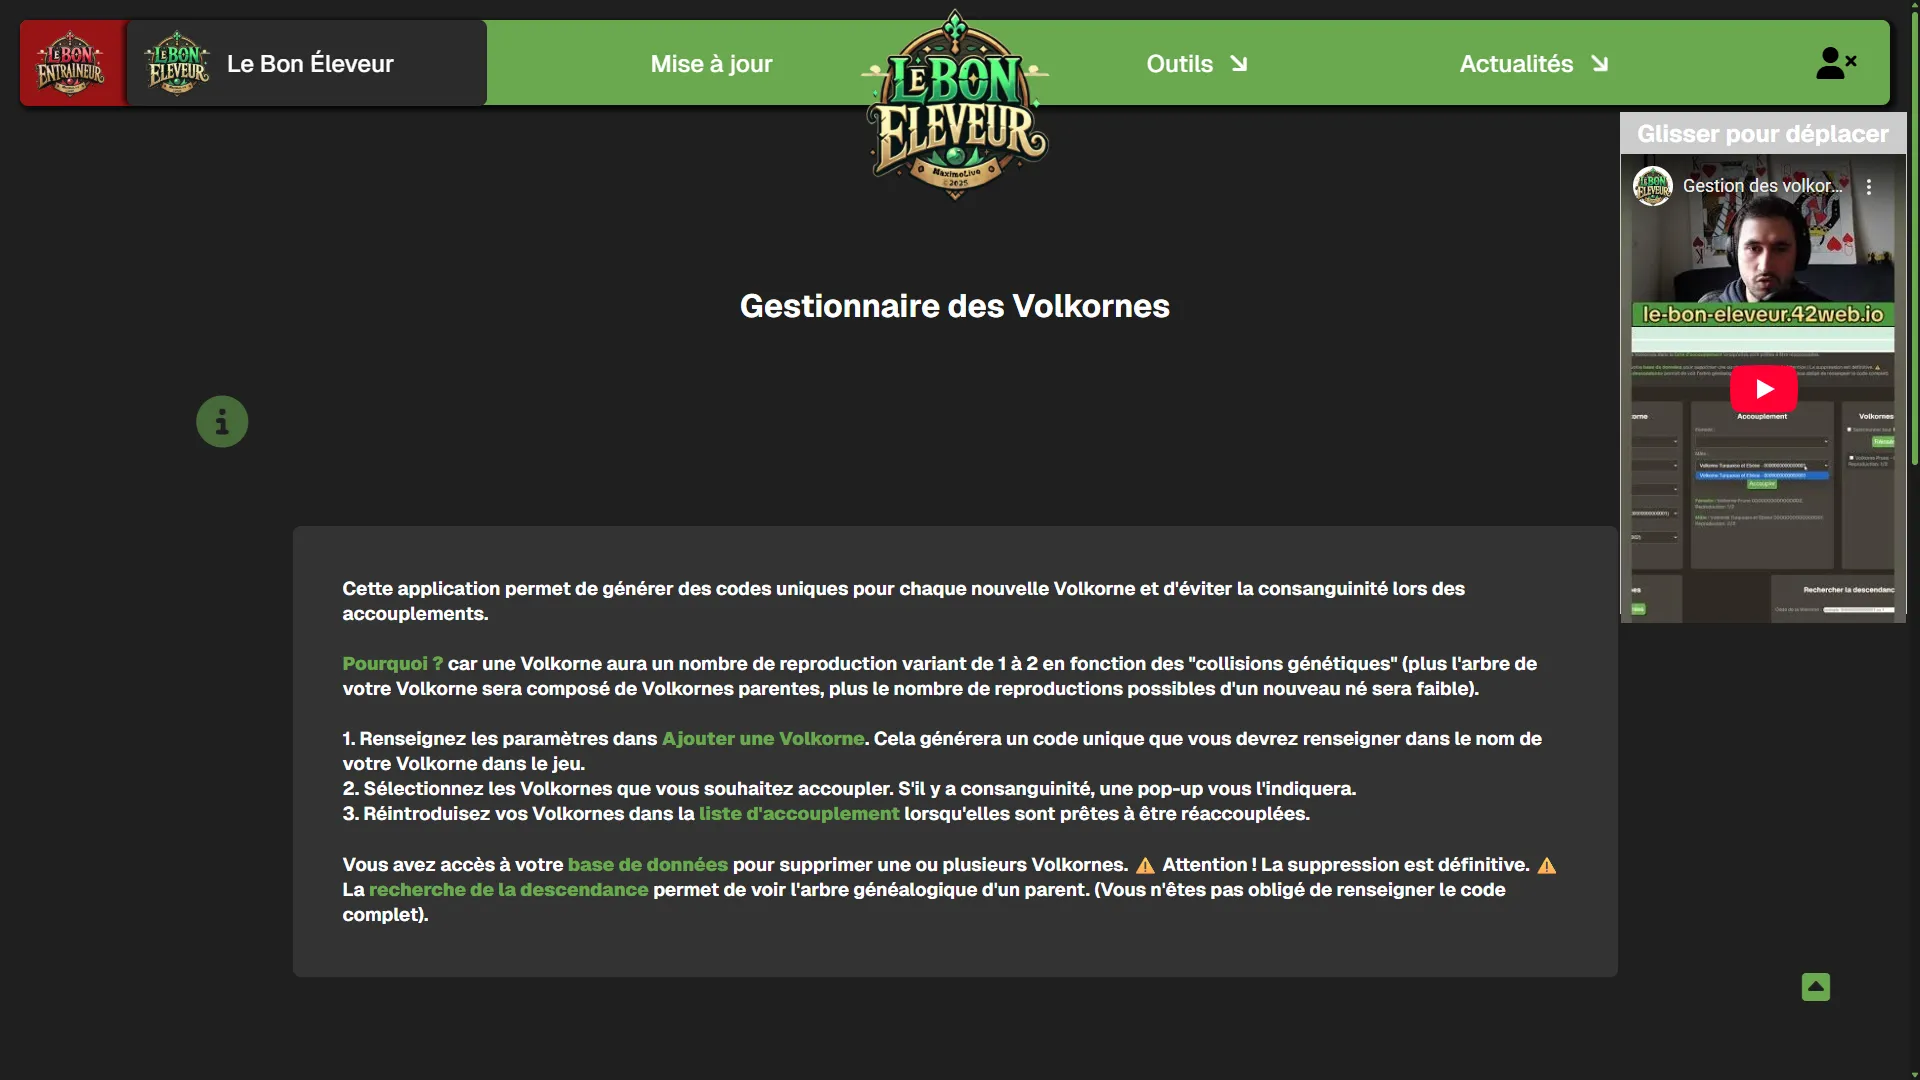 LE BON
ENTRAINEUR
LE BON
ELEVEUR
Le Bon Éleveur
Mise à jour
LE BON
ELEVEUR
MaximoLive
©2025
Outils
Actualités
Glisser pour déplacer
Gestion des volkor...
le-bon-eleveur.42web.io
Accouplement
Volkornes
Accoupler
Rechercher la descendanc
Gestionnaire des Volkornes
Cette application permet de générer des codes uniques pour chaque nouvelle Volkorne et d'éviter la consanguinité lors des
accouplements.
Pourquoi ? car une Volkorne aura un nombre de reproduction variant de 1 à 2 en fonction des "collisions génétiques" (plus l'arbre de
votre Volkorne sera composé de Volkornes parentes, plus le nombre de reproductions possibles d'un nouveau né sera faible).
1. Renseignez les paramètres dans Ajouter une Volkorne. Cela générera un code unique que vous devrez renseigner dans le nom de
votre Volkorne dans le jeu.
2. Sélectionnez les Volkornes que vous souhaitez accoupler. S'il y a consanguinité, une pop-up vous l'indiquera.
3. Réintroduisez vos Volkornes dans la liste d'accouplement lorsqu'elles sont prêtes à être réaccouplées.
Vous avez accès à votre base de données pour supprimer une ou plusieurs Volkornes. ⚠ Attention ! La suppression est définitive. ⚠
La recherche de la descendance permet de voir l'arbre généalogique d'un parent. (Vous n'êtes pas obligé de renseigner le code
complet).